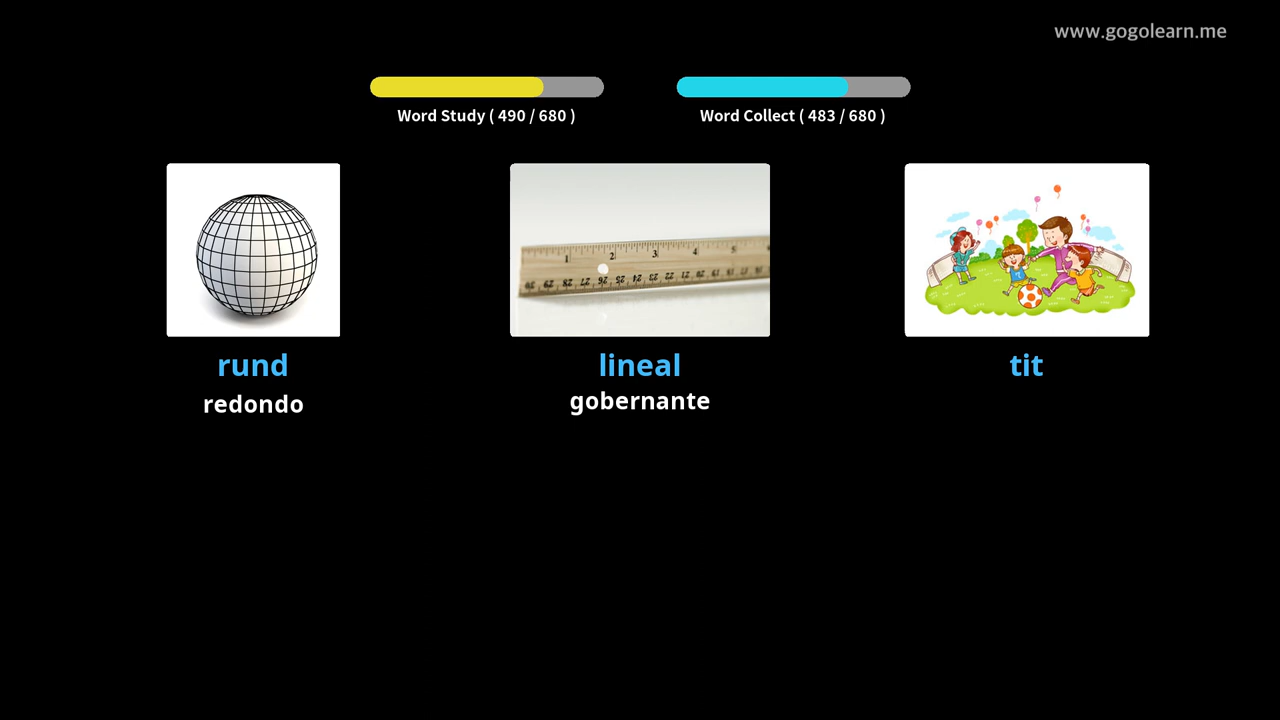 www.gogolearn.me
Word Study ( 490 / 680 )
Word Collect ( 483 / 680 )
rund
lineal
tit
redondo
gobernante